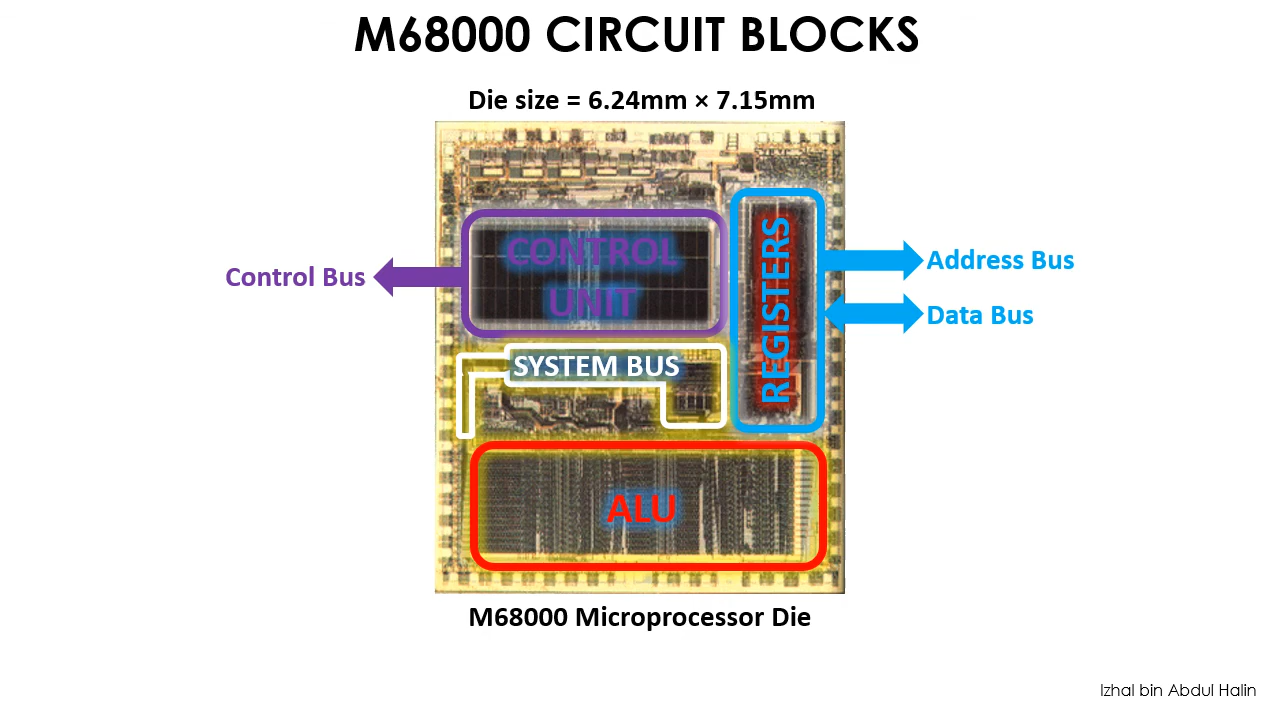 M68000 CIRCUIT BLOCKS
Die size = 6.24mm × 7.15mm
CONTROL
UNIT
REGISTERS
Control Bus
Address Bus
Data Bus
SYSTEM BUS
ALU
M68000 Microprocessor Die
Izhal bin Abdul Halin